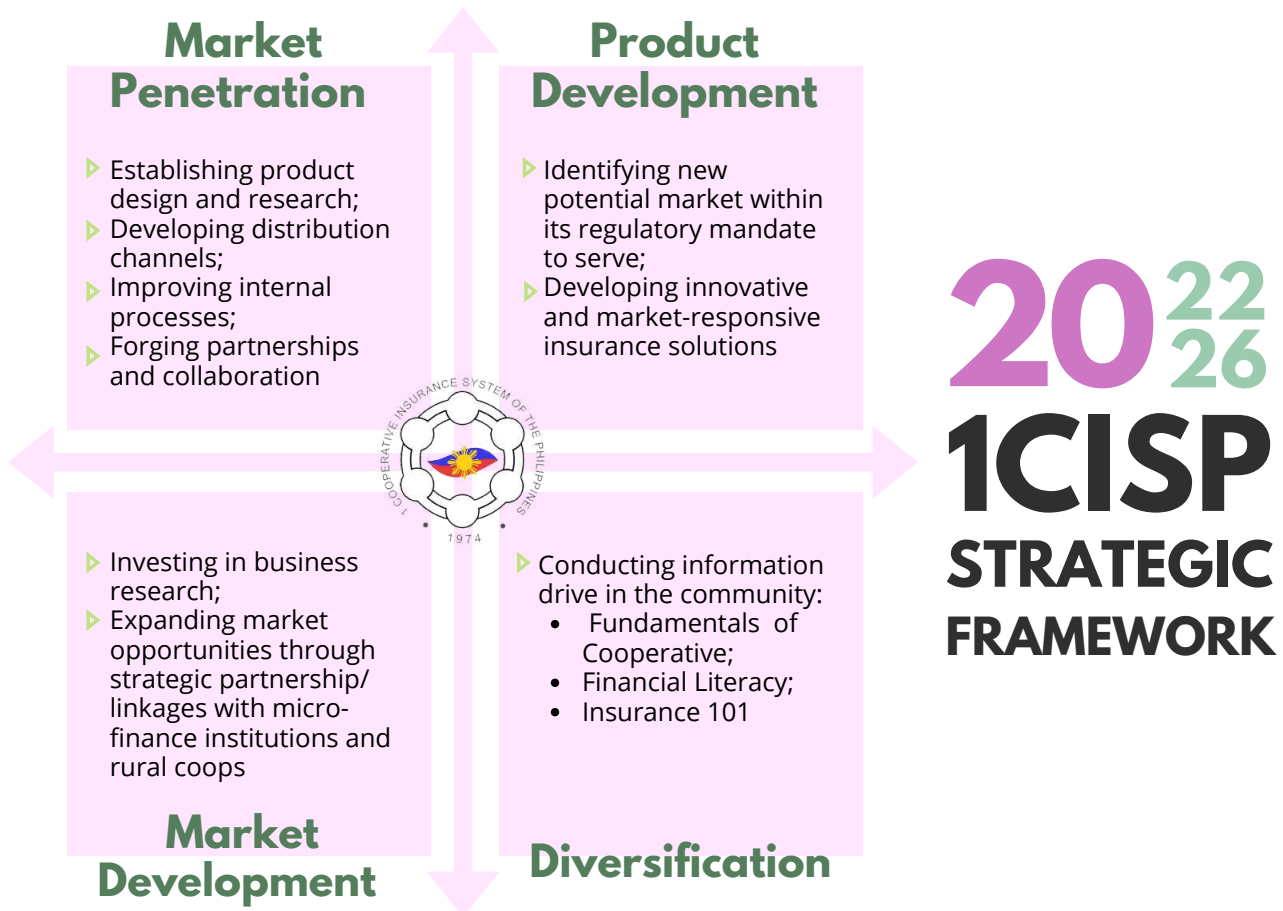 Market
Penetration
Establishing product
design and research;
Developing distribution
channels;
Improving internal
processes;
Forging partnerships
and collaboration
Product
Development
Identifying new
potential market within
its regulatory mandate
to serve;
Developing innovative
and market-responsive
insurance solutions
1 COOPERATIVE INSURANCE SYSTEM OF THE PHILIPPINES
1974
Investing in business
research;
Expanding market
opportunities through
strategic partnership/
linkages with micro-
finance institutions and
rural coops
Market
Development
Conducting information
drive in the community:
• Fundamentals of
Cooperative;
• Financial Literacy;
• Insurance 101
Diversification
20 22
26
1CISP
STRATEGIC
FRAMEWORK